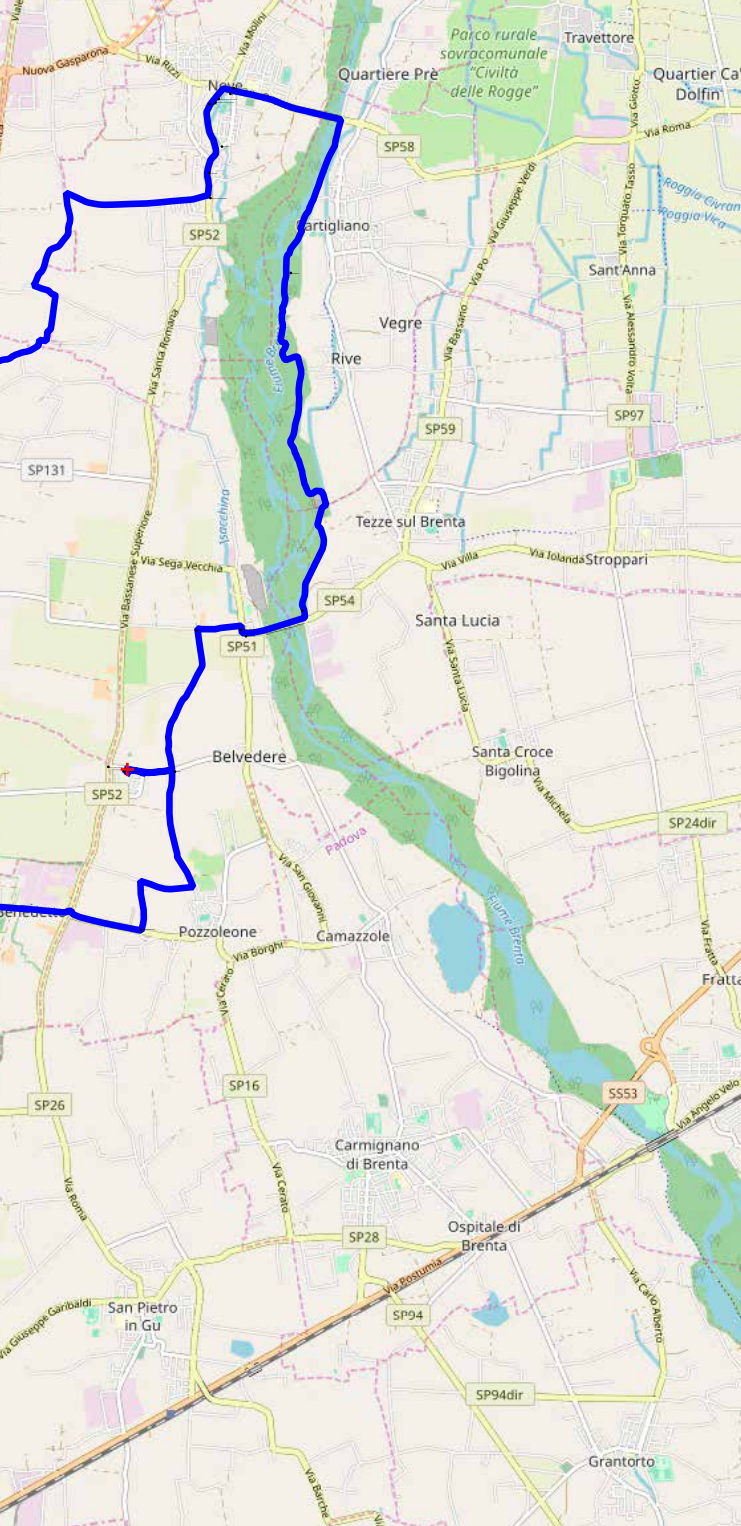 Viale
Via Molini
Travettore
Parco rurale
sovracomunale
"Civiltà
delle Rogge"
Nuova Gasparona
Via Rizzi
Quartiere Prè
Quartier Ca'
Dolfin
Nove
Via Giotto
SP58
Via Roma
Via Giuseppe Verdi
Via Torquato Tasso
Roggia Civran
Roggia Vica
Cartigliano
SP52
Via Po
Sant'Anna
Via Santa Romana
Vegre
Via Bassano
Via Alessandro Volta
Rive
SP97
SP59
SP131
Isacchina
Via Bassanese Superiore
Tezze sul Brenta
Via Sega Vecchia
Via Villa
Via Iolanda
Stroppari
SP54
Santa Lucia
SP51
Via Santa Lucia
Belvedere
Santa Croce
Bigolina
SP52
Via Michela
SP24dir
Padova
Via San Giovanni
Fiume Brenta
Pozzoleone
Camazzole
Via Borghi
Via Cerato
Via Fratta
Fratta
SP16
SS53
SP26
Via Angelo Velo
Carmignano
di Brenta
Via Roma
Via Cerato
Ospitale di
Brenta
SP28
Via Postumia
Via Carlo Alberto
San Pietro
in Gu
Via Giuseppe Garibaldi
SP94
SP94dir
Grantorto
Via Barche
Via